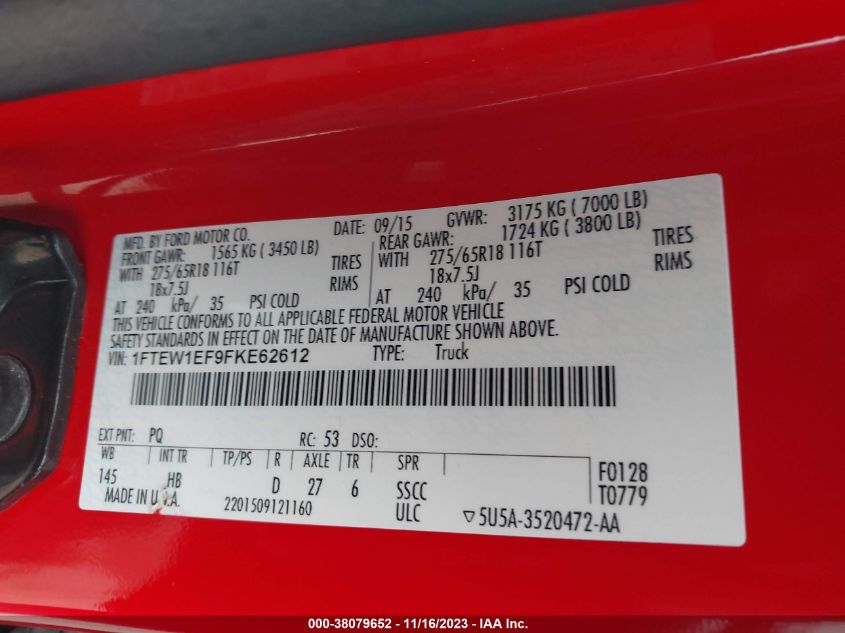 MFD. BY FORD MOTOR CO. DATE: 09/15 GVWR: 3175 KG ( 7000 LB)
FRONT GAWR: 1565 KG ( 3450 LB) REAR GAWR: 1724 KG ( 3800 LB)
WITH 275/65R18 116T TIRES WITH 275/65R18 116T TIRES
18x7.5J RIMS 18x7.5J RIMS
AT 240 kPa/ 35 PSI COLD AT 240 kPa/ 35 PSI COLD
THIS VEHICLE CONFORMS TO ALL APPLICABLE FEDERAL MOTOR VEHICLE
SAFETY STANDARDS IN EFFECT ON THE DATE OF MANUFACTURE SHOWN ABOVE.
VIN: 1FTEW1EF9FKE62612 TYPE: Truck
EXT PNT: PQ RC: 53 DSO:
WB INT TR TP/PS R AXLE TR SPR
145 HB D 27 6 SSCC F0128
MADE IN U.S.A. 2201509121160 ULC T0779
▽5U5A-3520472-AA
000-38079652 - 11/16/2023 - IAA Inc.